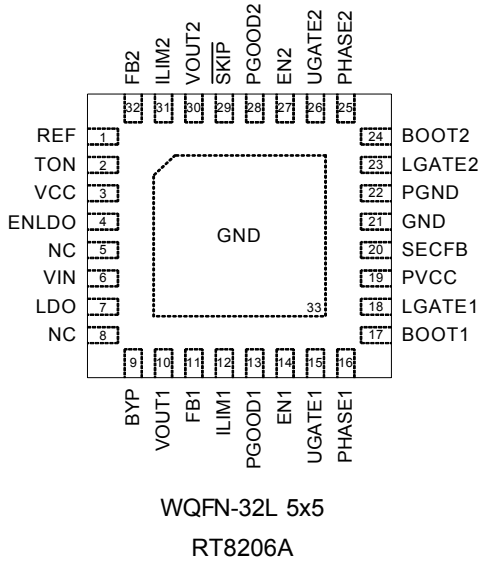 FB2
ILIM2
VOUT2
SKIP
PGOOD2
EN2
UGATE2
PHASE2
32 31 30 29 28 27 26 25
REF 1
TON 2
VCC 3
ENLDO 4
NC 5
VIN 6
LDO 7
NC 8
GND
33
24 BOOT2
23 LGATE2
22 PGND
21 GND
20 SECFB
19 PVCC
18 LGATE1
17 BOOT1
9 10 11 12 13 14 15 16
BYP
VOUT1
FB1
ILIM1
PGOOD1
EN1
UGATE1
PHASE1
WQFN-32L 5x5
RT8206A